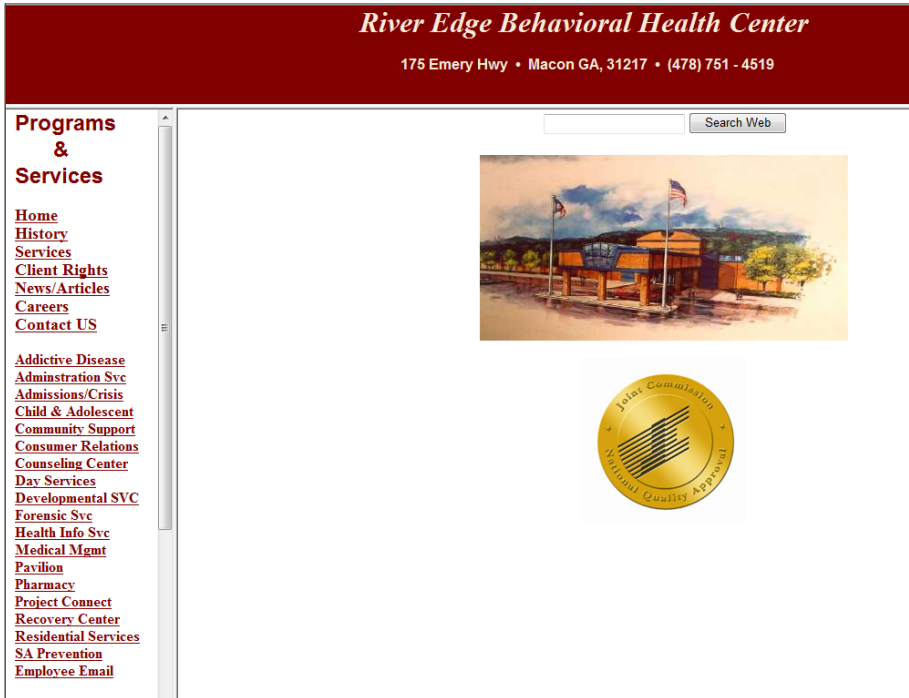 River Edge Behavioral Health Center
175 Emery Hwy • Macon GA, 31217 • (478) 751 - 4519
Programs
&
Services
Home
History
Services
Client Rights
News/Articles
Careers
Contact US
Addictive Disease
Adminstration Svc
Admissions/Crisis
Child & Adolescent
Community Support
Consumer Relations
Counseling Center
Day Services
Developmental SVC
Forensic Svc
Health Info Svc
Medical Mgmt
Pavilion
Pharmacy
Project Connect
Recovery Center
Residential Services
SA Prevention
Employee Email
Search Web
Joint Commission
National Quality Approval